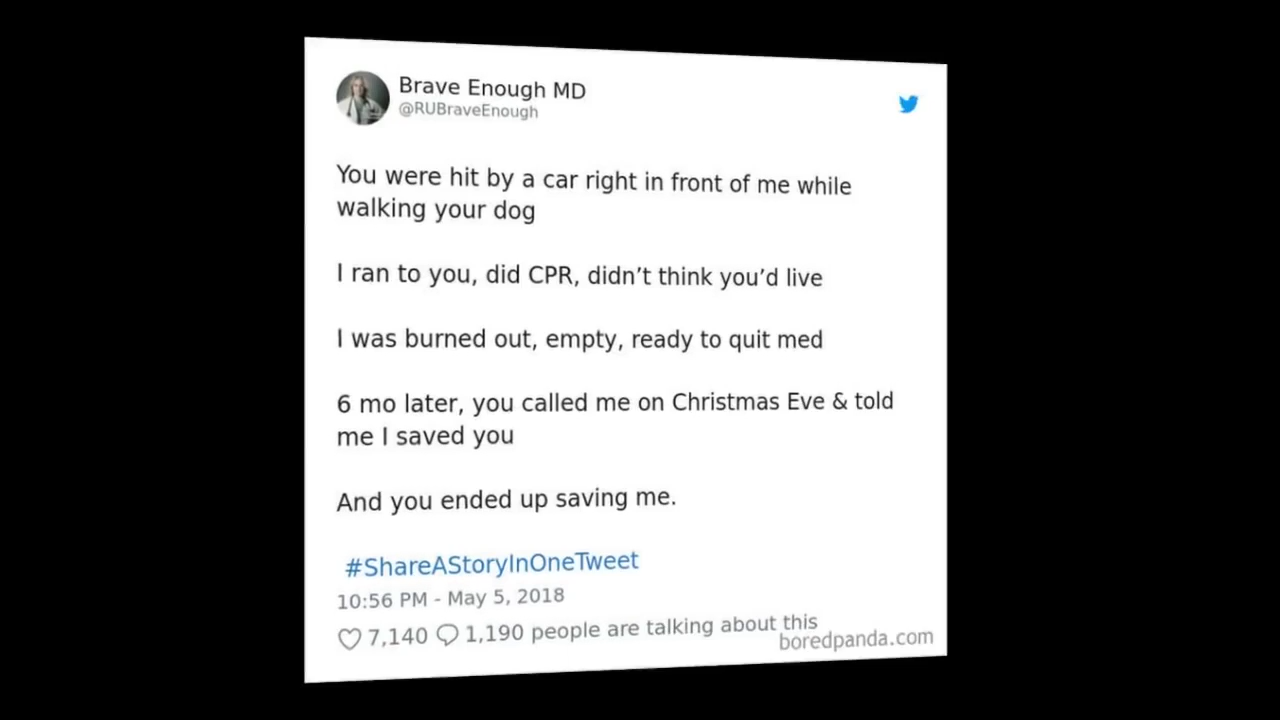 Brave Enough MD
@RUBraveEnough
You were hit by a car right in front of me while
walking your dog
I ran to you, did CPR, didn’t think you’d live
I was burned out, empty, ready to quit med
6 mo later, you called me on Christmas Eve & told
me I saved you
And you ended up saving me.
#ShareAStoryInOneTweet
10:56 PM - May 5, 2018
7,140 1,190 people are talking about this
boredpanda.com